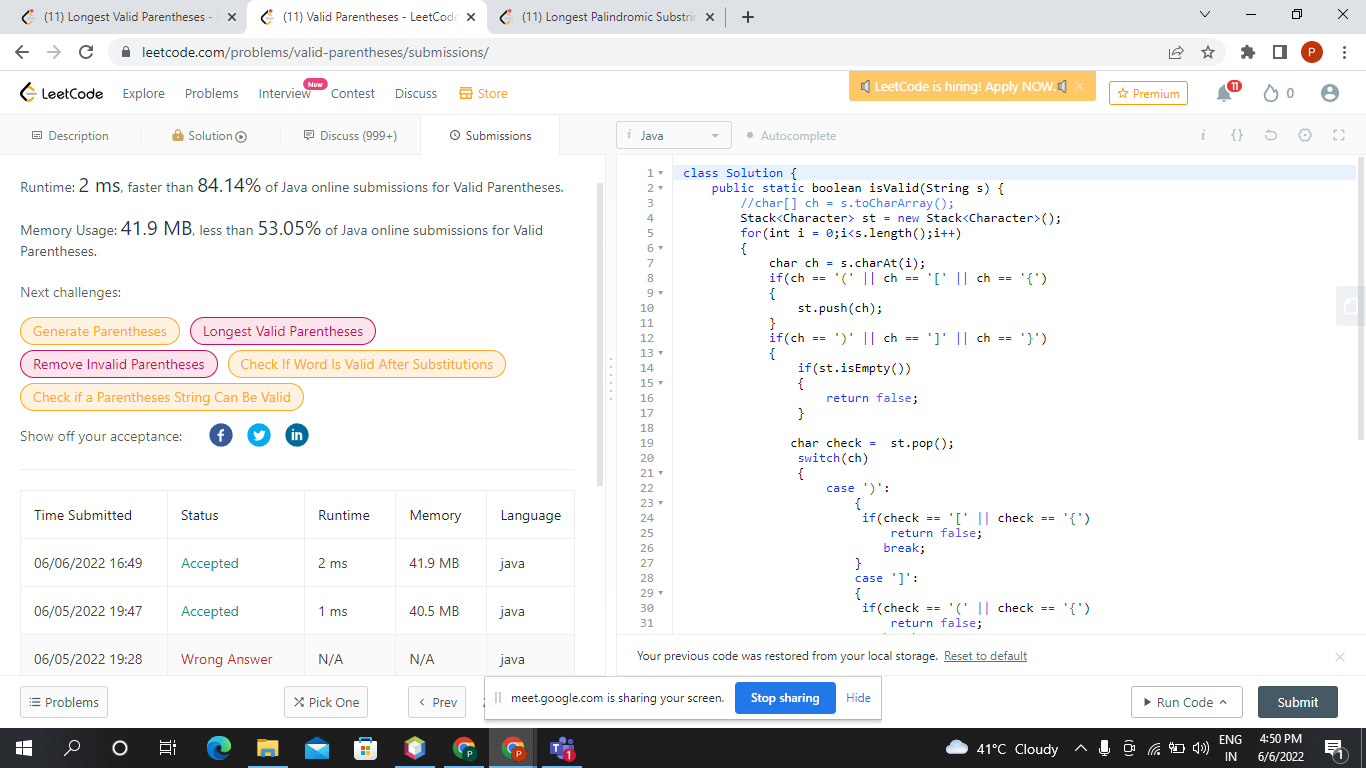 (11) Longest Valid Parentheses -
(11) Valid Parentheses - LeetCode
(11) Longest Palindromic Substrin
leetcode.com/problems/valid-parentheses/submissions/
P
LeetCode
Explore
Problems
Interview
New
Contest
Discuss
Store
LeetCode is hiring! Apply NOW.
Premium
11
0
Description
Solution
Discuss (999+)
Submissions
i Java
Autocomplete
i {}
Runtime: 2 ms, faster than 84.14% of Java online submissions for Valid Parentheses.
Memory Usage: 41.9 MB, less than 53.05% of Java online submissions for Valid
Parentheses.
Next challenges:
Generate Parentheses
Longest Valid Parentheses
Remove Invalid Parentheses
Check If Word Is Valid After Substitutions
Check if a Parentheses String Can Be Valid
Show off your acceptance:
Time Submitted Status Runtime Memory Language
06/06/2022 16:49 Accepted 2 ms 41.9 MB java
06/05/2022 19:47 Accepted 1 ms 40.5 MB java
06/05/2022 19:28 Wrong Answer N/A N/A java
1 class Solution {
2 public static boolean isValid(String s) {
3 //char[] ch = s.toCharArray();
4 Stack<Character> st = new Stack<Character>();
5 for(int i = 0;i<s.length();i++)
6 {
7 char ch = s.charAt(i);
8 if(ch == '(' || ch == '[' || ch == '{')
9 {
10 st.push(ch);
11 }
12 if(ch == ')' || ch == ']' || ch == '}')
13 {
14 if(st.isEmpty())
15 {
16 return false;
17 }
18
19 char check = st.pop();
20 switch(ch)
21 {
22 case ')':
23 {
24 if(check == '[' || check == '{')
25 return false;
26 break;
27 }
28 case ']':
29 {
30 if(check == '(' || check == '{')
31 return false;
Your previous code was restored from your local storage. Reset to default
Problems
Pick One
Prev
meet.google.com is sharing your screen.
Stop sharing
Hide
Run Code
Submit
41°C Cloudy
ENG
IN
4:50 PM
6/6/2022
1